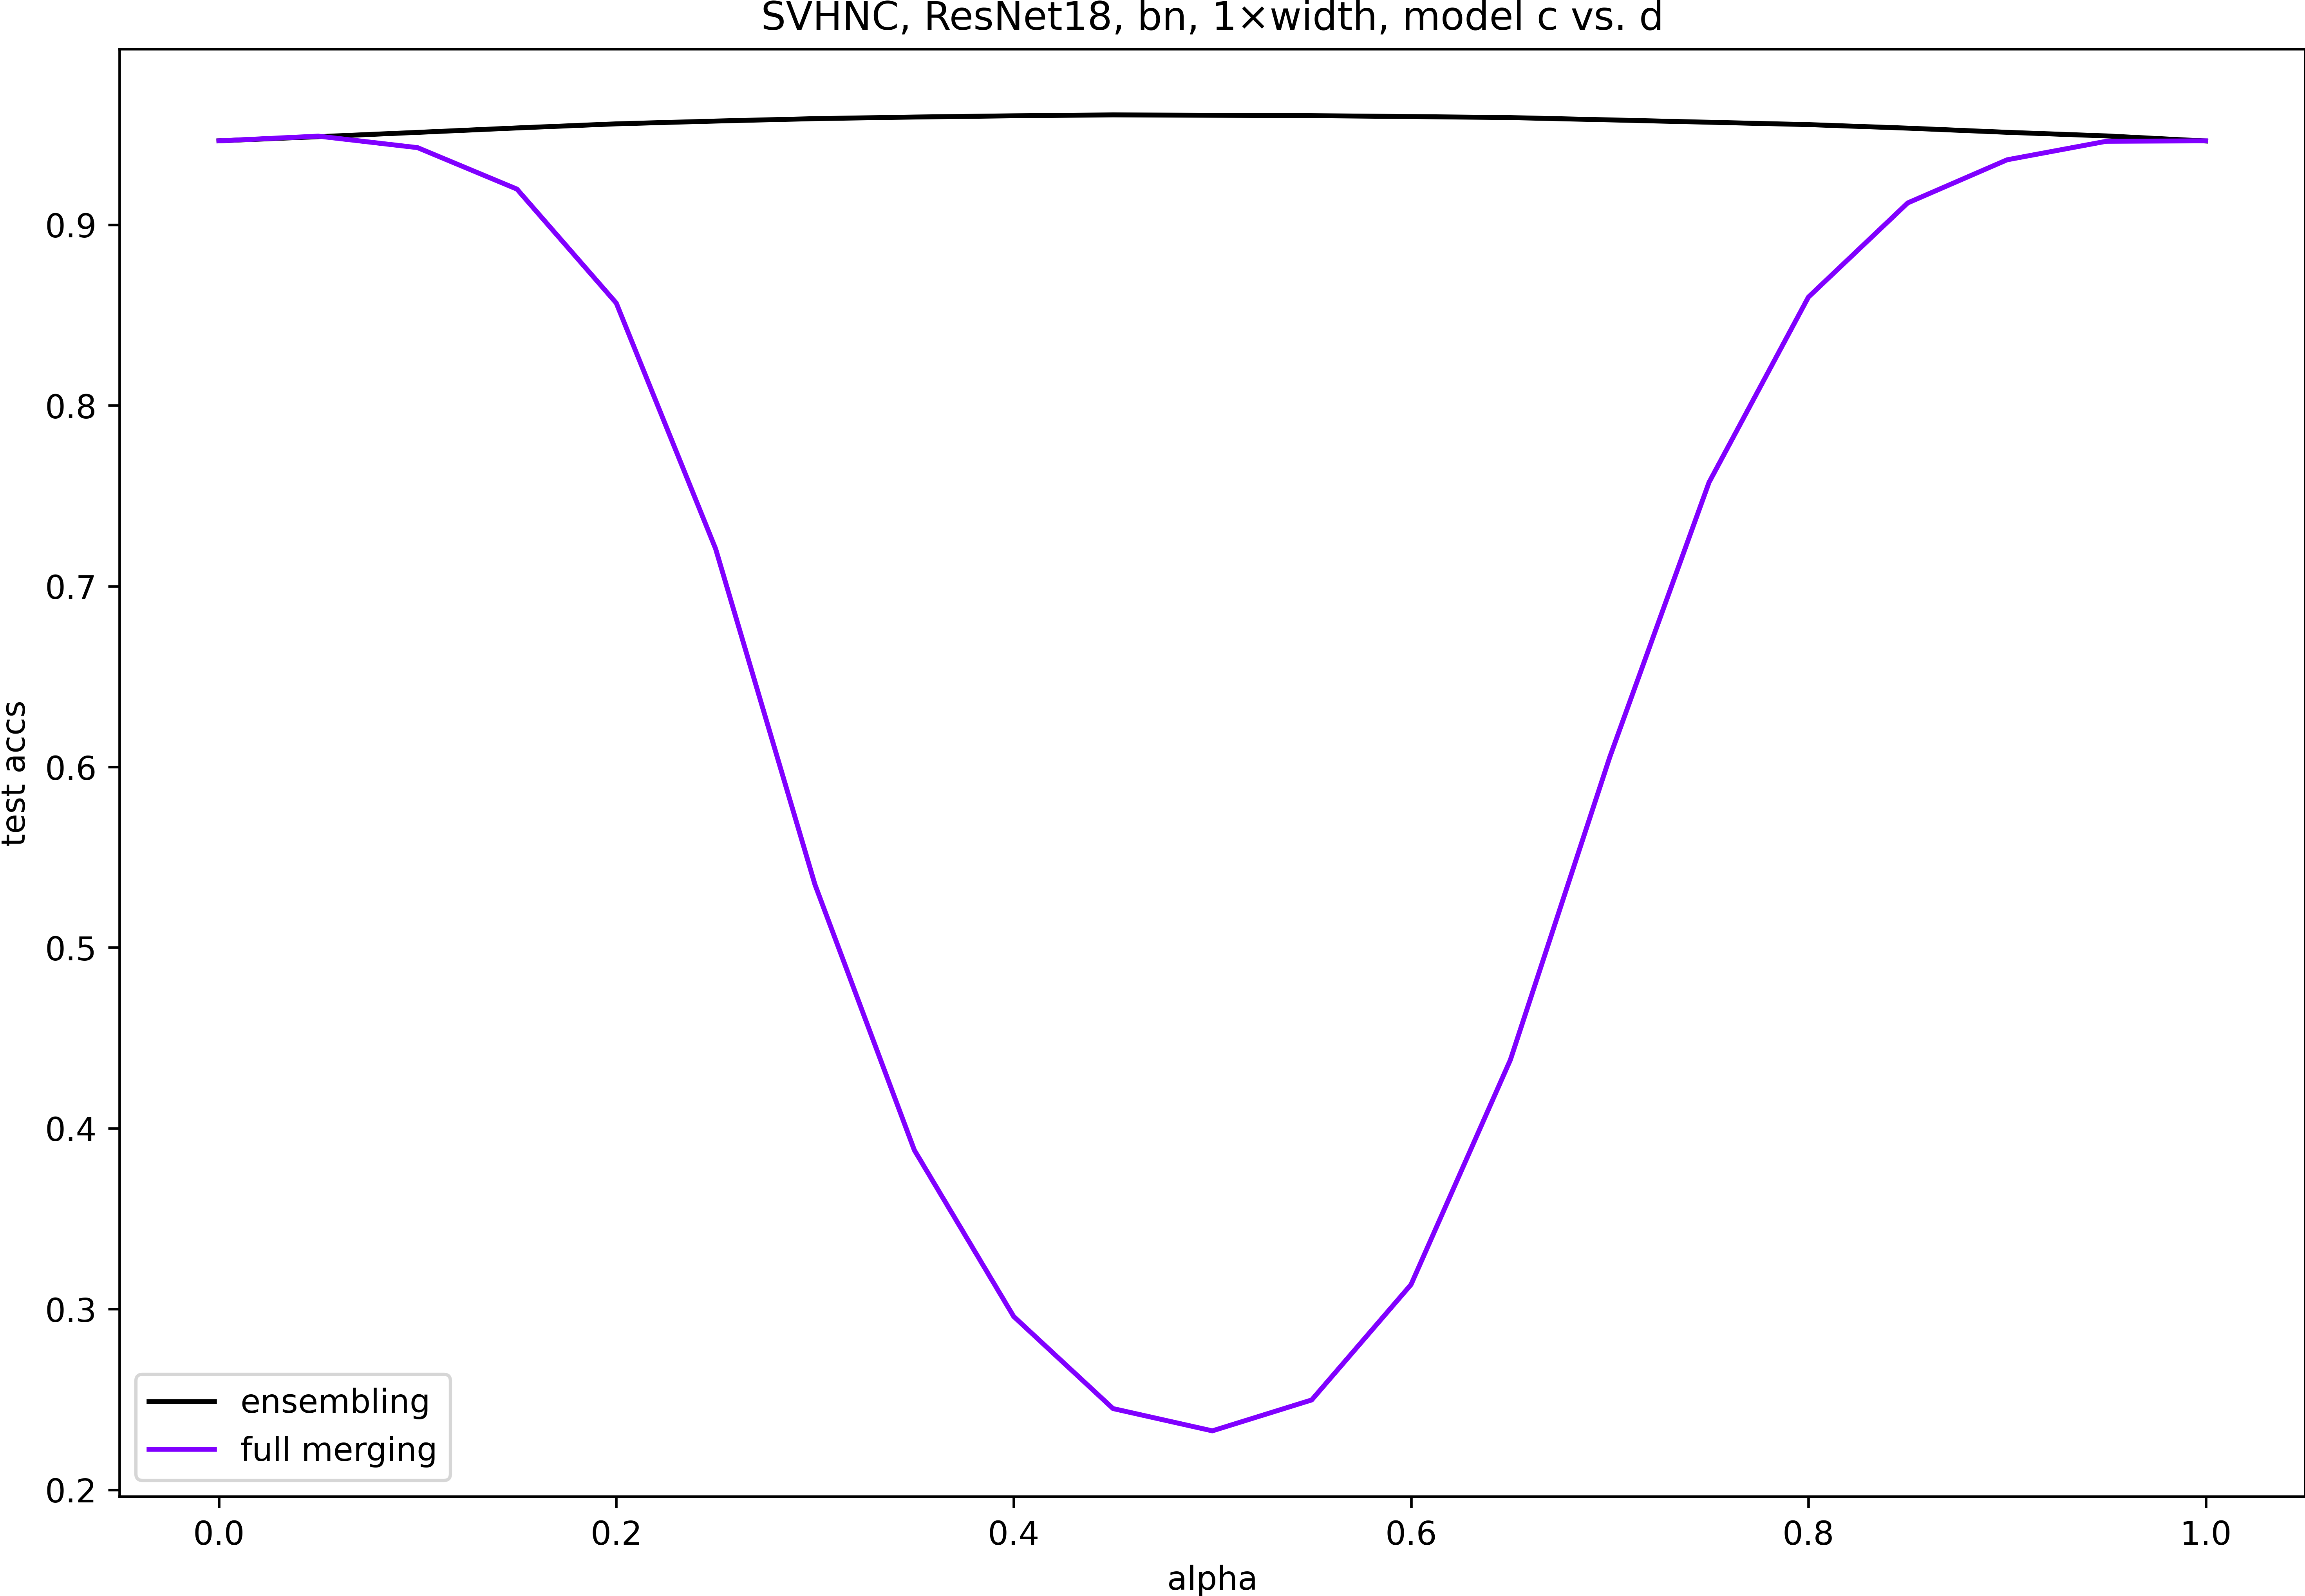 SVHNC, ResNet18, bn, 1×width, model c vs. d
test accs
0.9
0.8
0.7
0.6
0.5
0.4
0.3
0.2
ensembling
full merging
0.0 0.2 0.4 0.6 0.8 1.0
alpha